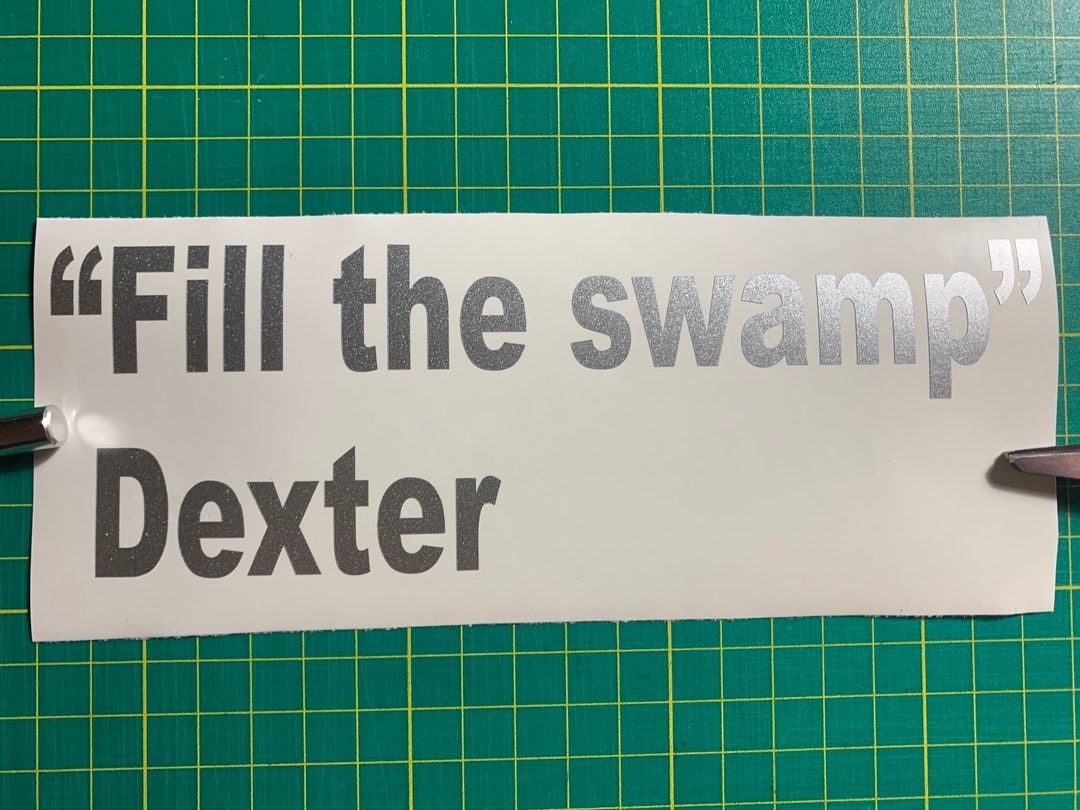 “Fill the swamp”
Dexter